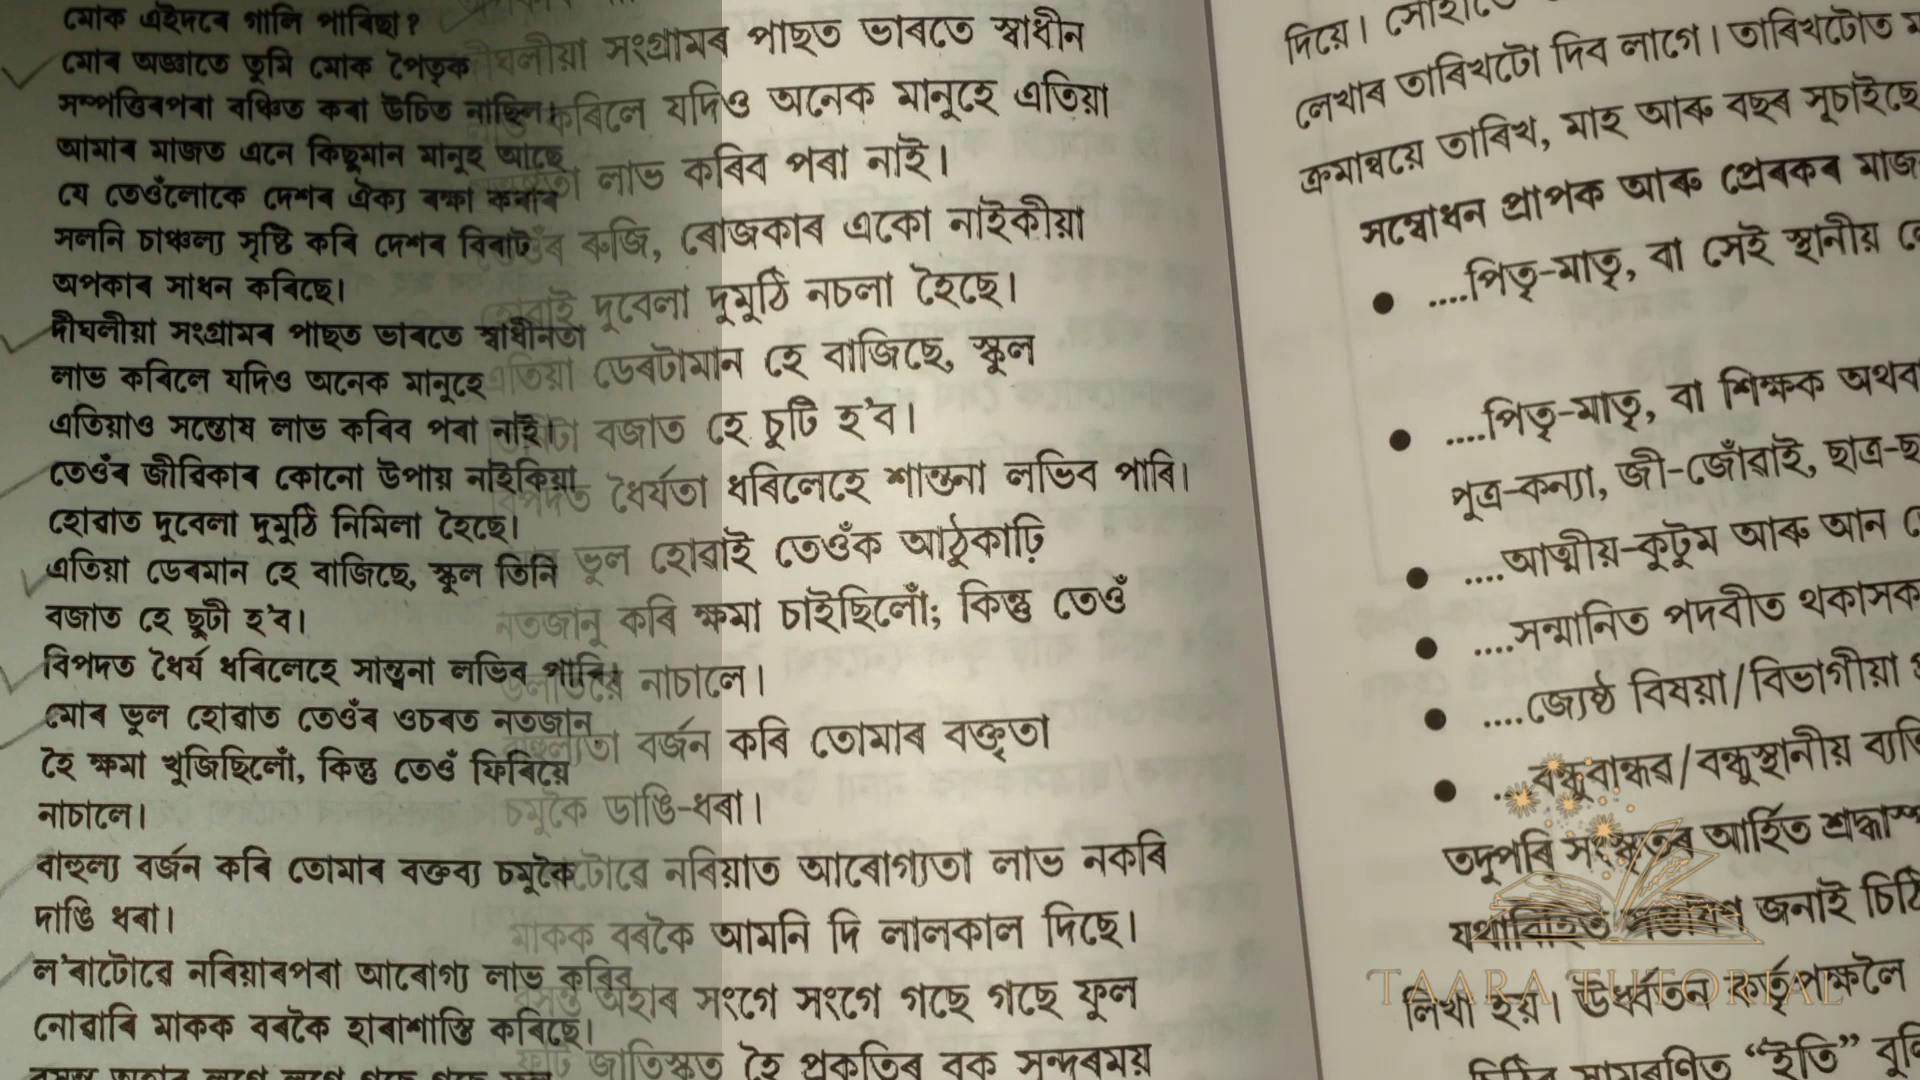 মোক এইদৰে গালি পাৰিছা?
মোৰ অজ্ঞাতে তুমি মোক পৈতৃক
সম্পত্তিৰপৰা বঞ্চিত কৰা উচিত নাছিল।
আমাৰ মাজত এনে কিছুমান মানুহ আছে
যে তেওঁলোকে দেশৰ ঐক্য ৰক্ষা কৰাৰ
সলনি চাঞ্চল্য সৃষ্টি কৰি দেশৰ বিৰাট
অপকাৰ সাধন কৰিছে।
দীঘলীয়া সংগ্ৰামৰ পাছত ভাৰতে স্বাধীনতা
লাভ কৰিলে যদিও অনেক মানুহে
এতিয়াও সন্তোষ লাভ কৰিব পৰা নাই।
তেওঁৰ জীৱিকাৰ কোনো উপায় নাইকিয়া
হোৱাত দুবেলা দুমুঠি নিমিলা হৈছে।
এতিয়া ডেৰমান হে বাজিছে, স্কুল তিনি
বজাত হে ছুটী হ'ব।
বিপদত ধৈৰ্য ধৰিলেহে সান্ত্বনা লভিব পাৰি।
মোৰ ভুল হোৱাত তেওঁৰ ওচৰত নতজানু
হৈ ক্ষমা খুজিছিলোঁ, কিন্তু তেওঁ ফিৰিয়ে
নাচালে।
বাহুল্য বৰ্জন কৰি তোমাৰ বক্তব্য চমুকৈ
দাঙি ধৰা।
ল'ৰাটোৱে নৰিয়াৰপৰা আৰোগ্য লাভ কৰিব
নোৱাৰি মাকক বৰকৈ হাৰাশাস্তি কৰিছে।
দীঘলীয়া সংগ্ৰামৰ পাছত ভাৰতে স্বাধীন
কৰিলে যদিও অনেক মানুহে এতিয়া
লাভ কৰিব পৰা নাই।
ৰুজি, ৰোজকাৰ একো নাইকীয়া
হোৱাই দুবেলা দুমুঠি নচলা হৈছে।
এতিয়া ডেৰটামান হে বাজিছে, স্কুল
বজাত হে চুটি হ'ব।
বিপদত ধৈৰ্যতা ধৰিলেহে শান্তনা লভিব পাৰি।
ভুল হোৱাই তেওঁক আঠুকাঢ়ি
নতজানু কৰি ক্ষমা চাইছিলোঁ; কিন্তু তেওঁ
নাচালে।
বাহুল্যতা বৰ্জন কৰি তোমাৰ বক্তৃতা
চমুকৈ ডাঙি-ধৰা।
নৰিয়াত আৰোগ্যতা লাভ নকৰি
মাকক বৰকৈ আমনি দি লালকাল দিছে।
সংগে সংগে গছে গছে ফুল
হৈ প্ৰকৃতিৰ বুক সুন্দৰময়
দিয়ে।
লেখাৰ তাৰিখটো দিব লাগে। তাৰিখটোত
ক্ৰমান্বয়ে তাৰিখ, মাহ আৰু বছৰ সূচাইছে
সম্বোধন প্ৰাপক আৰু প্ৰেৰকৰ মাজ
● ....পিতৃ-মাতৃ, বা সেই স্থানীয়
● ....পিতৃ-মাতৃ, বা শিক্ষক অথবা
পুত্ৰ-কন্যা, জী-জোঁৱাই, ছাত্ৰ-ছ
● ....আত্মীয়-কুটুম আৰু আন
● ....সন্মানিত পদবীত থকাসক
● ....জ্যেষ্ঠ বিষয়া/বিভাগীয়া
● ...বন্ধুবান্ধৱ/বন্ধুস্থানীয় ব্যক্তি
তদুপৰি সংস্কৃতৰ আৰ্হিত
জনাই চিঠি
লিখা হয়। উৰ্ধ্বতন কৰ্তৃপক্ষলৈ
চিঠিৰ সামৰণিত “ইতি” বুলি
TAARA TUTORIAL